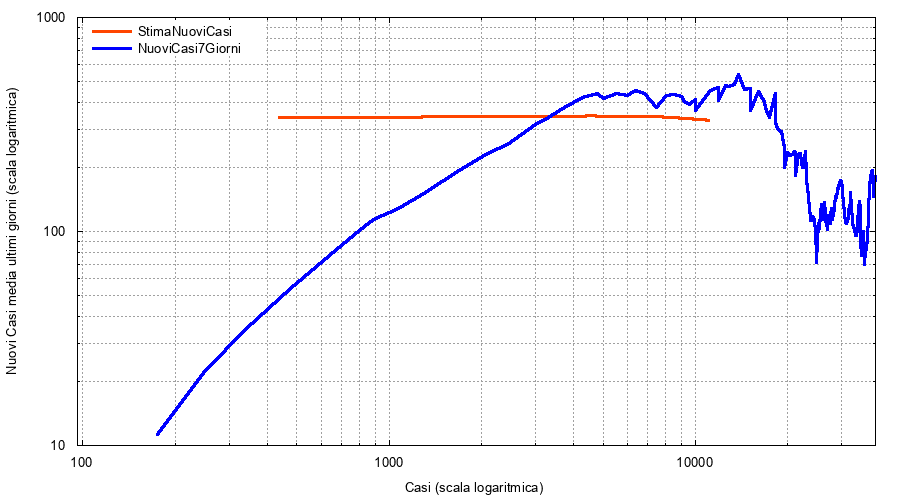 1000
StimaNuoviCasi
NuoviCasi7Giorni
Nuovi Casi media ultimi giorni (scala logaritmica)
100
10
100
1000
10000
Casi (scala logaritmica)